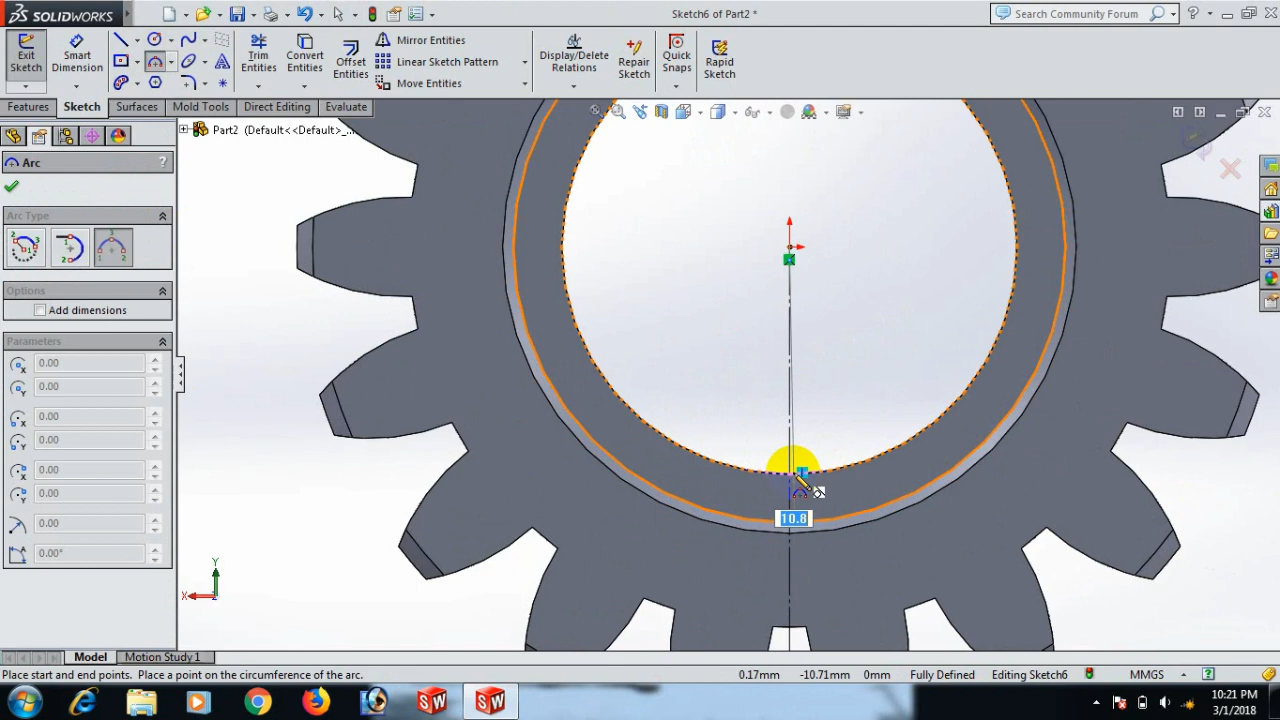 SOLIDWORKS
Sketch6 of Part2 *
Search Community Forum
Exit Sketch
Smart Dimension
Trim Entities
Convert Entities
Offset Entities
Mirror Entities
Linear Sketch Pattern
Move Entities
Display/Delete Relations
Repair Sketch
Quick Snaps
Rapid Sketch
Features
Sketch
Surfaces
Mold Tools
Direct Editing
Evaluate
Part2 (Default<<Default>_...
Arc
?
Arc Type
Options
Add dimensions
Parameters
0.00
0.00
0.00
0.00
0.00
0.00
0.00
0.00°
10.8
Y
X
Model
Motion Study 1
Place start and end points. Place a point on the circumference of the arc.
0.17mm
-10.71mm
0mm
Fully Defined
Editing Sketch6
MMGS
?
SW
SW
10:21 PM
3/1/2018